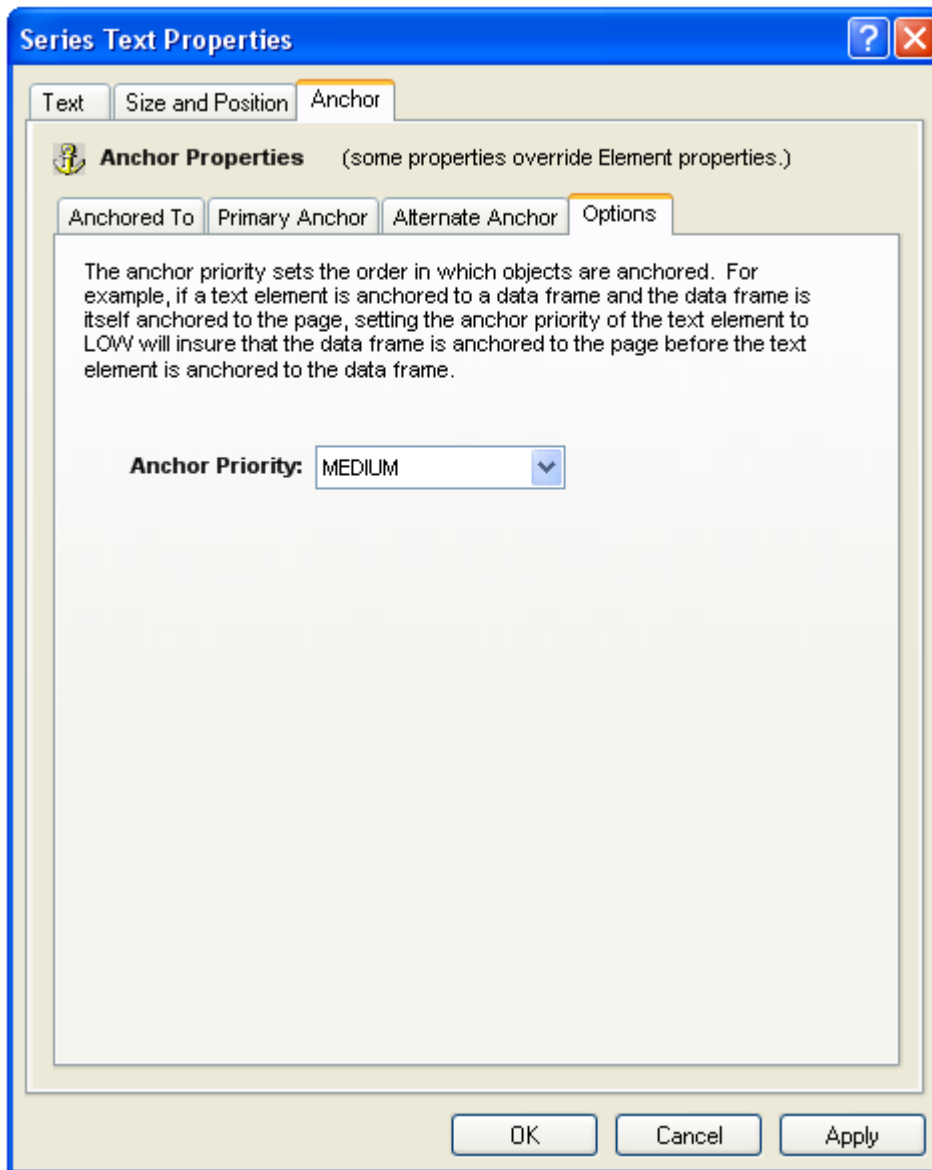 Series Text Properties
Text
Size and Position
Anchor
Anchor Properties (some properties override Element properties.)
Anchored To
Primary Anchor
Alternate Anchor
Options
The anchor priority sets the order in which objects are anchored.  For
example, if a text element is anchored to a data frame and the data frame is
itself anchored to the page, setting the anchor priority of the text element to
LOW will insure that the data frame is anchored to the page before the text
element is anchored to the data frame.
Anchor Priority: MEDIUM
OK
Cancel
Apply